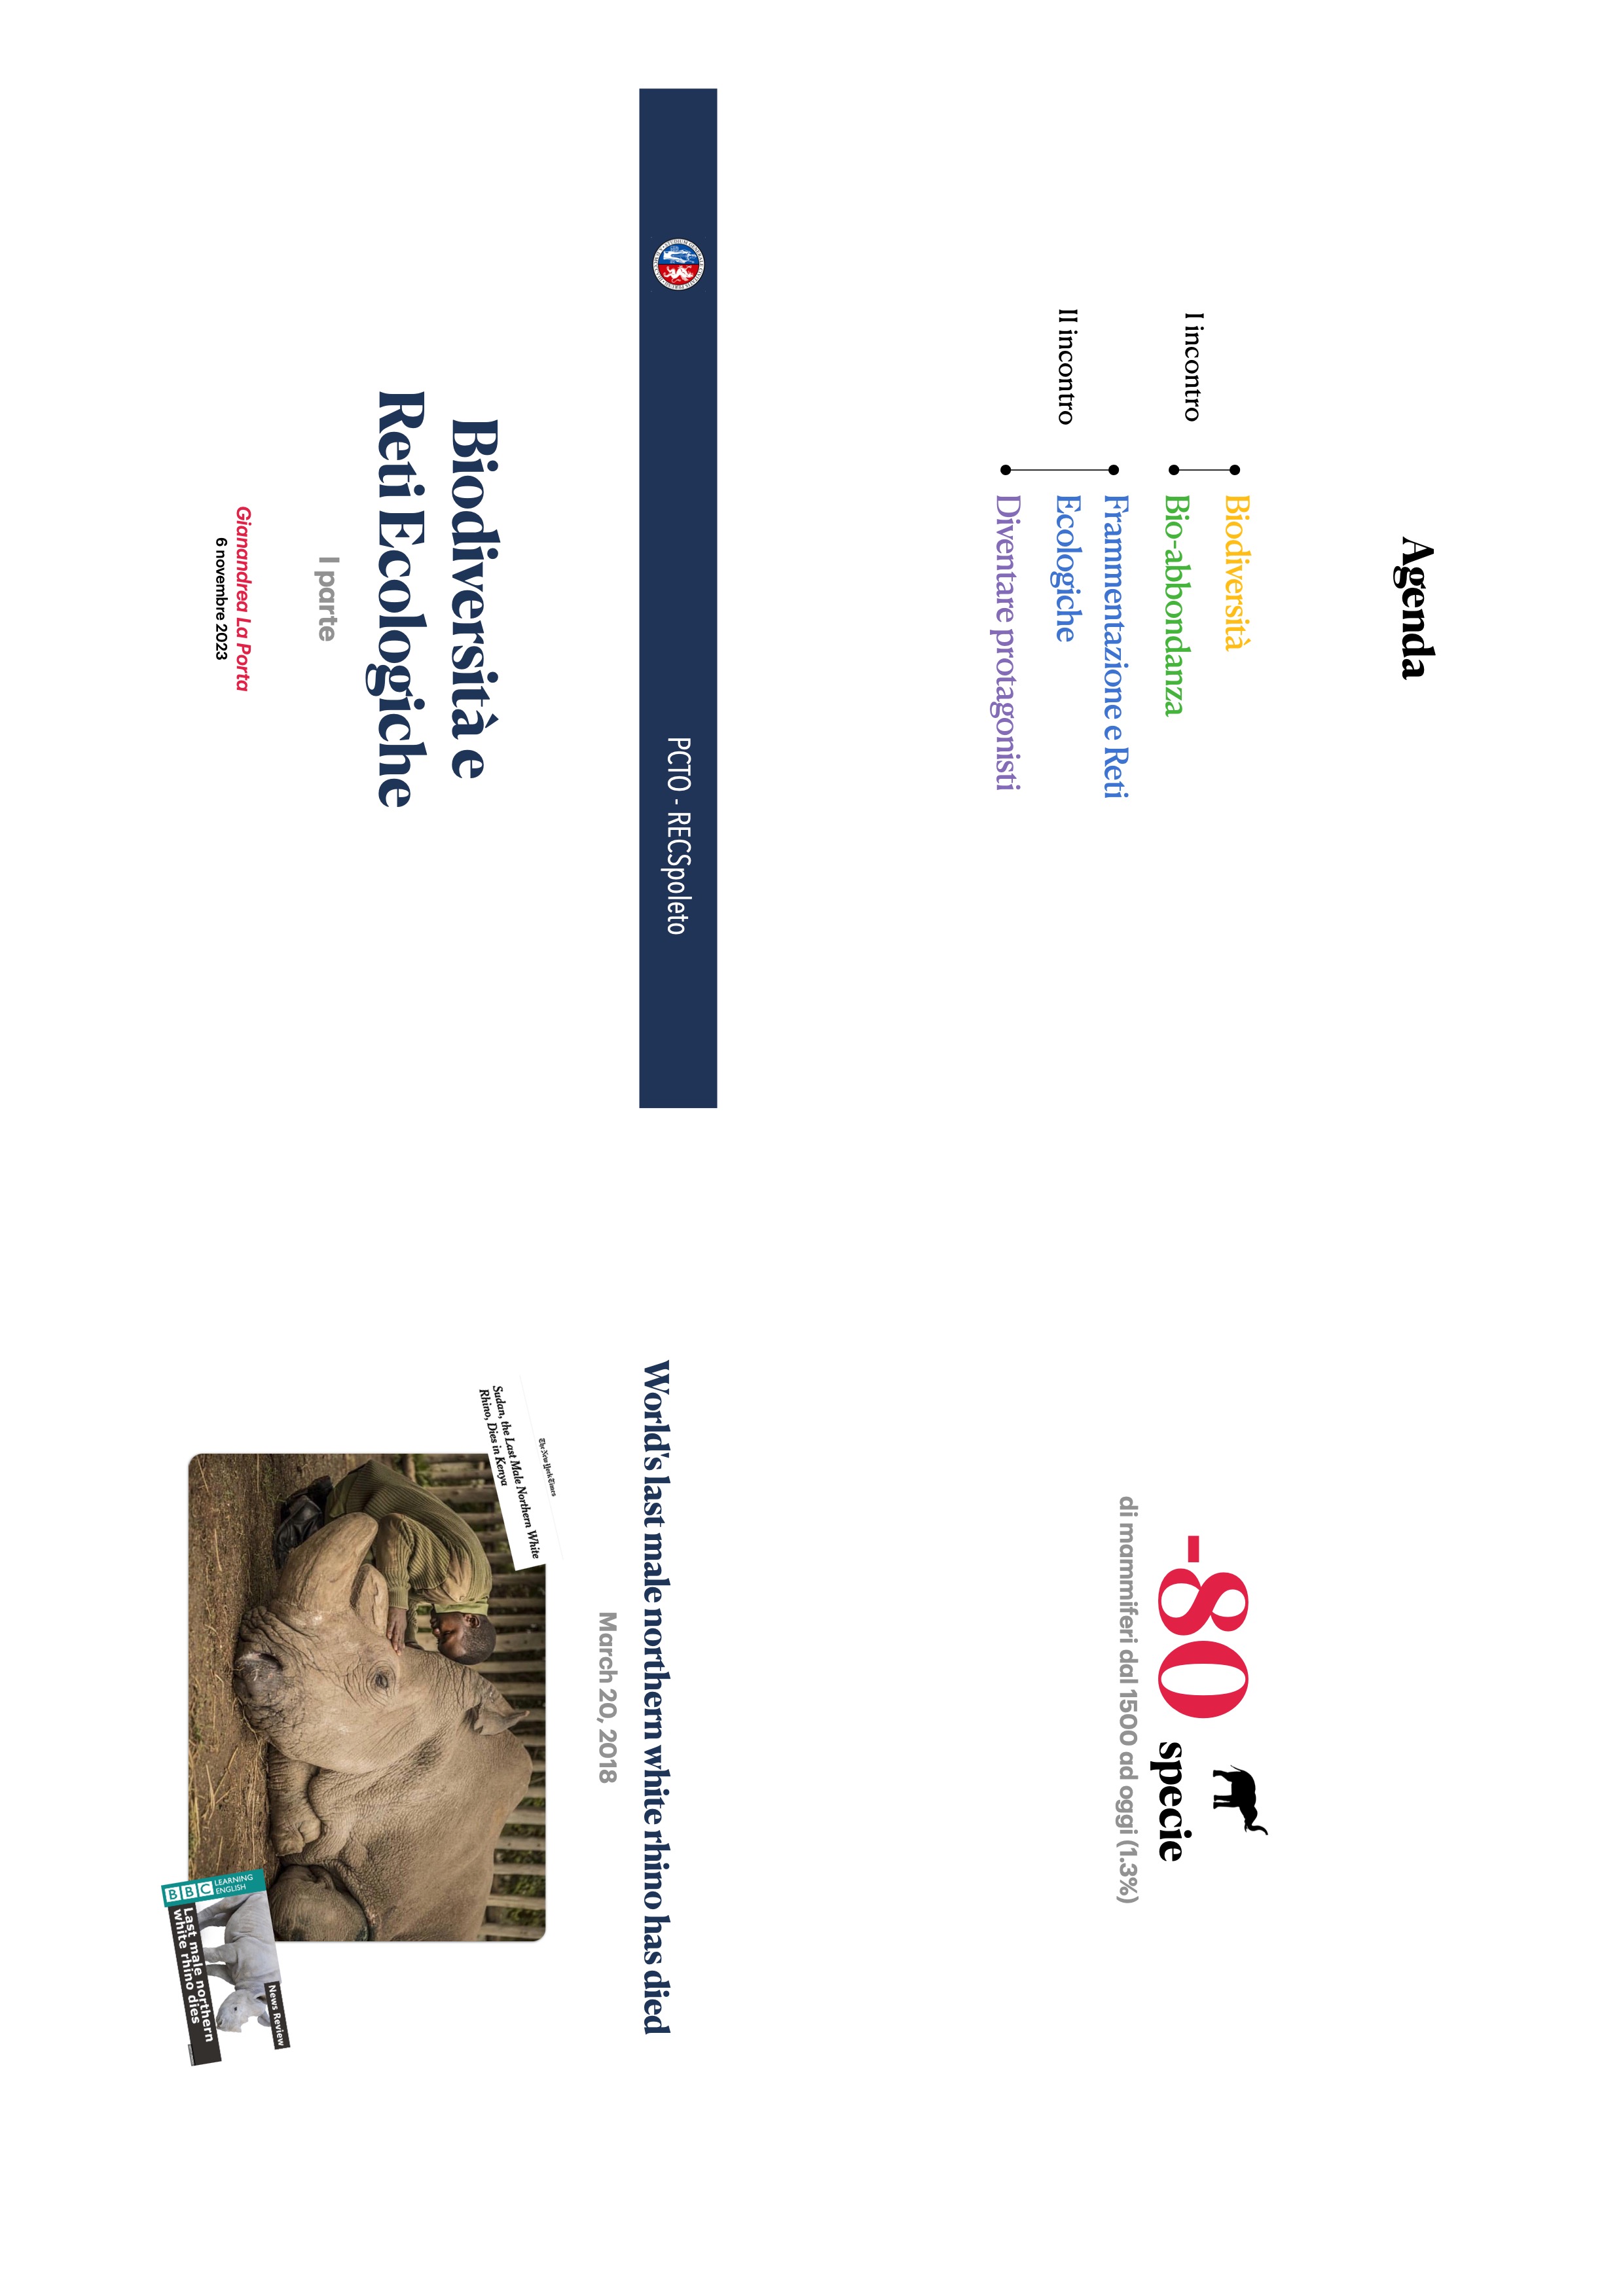 Agenda
I incontro
Biodiversità
Bio-abbondanza
II incontro
Frammentazione e Reti
Ecologiche
Diventare protagonisti
-80
specie
di mammiferi dal 1500 ad oggi (1.3%)
PCTO - RECSpoleto
Biodiversità e
Reti Ecologiche
I parte
Gianandrea La Porta
6 novembre 2023
World's last male northern white rhino has died
March 20, 2018
The New York Times
Sudan, the Last Male Northern White
Rhino, Dies in Kenya
News Review
BBC LEARNING
ENGLISH
Last male northern
white rhino dies